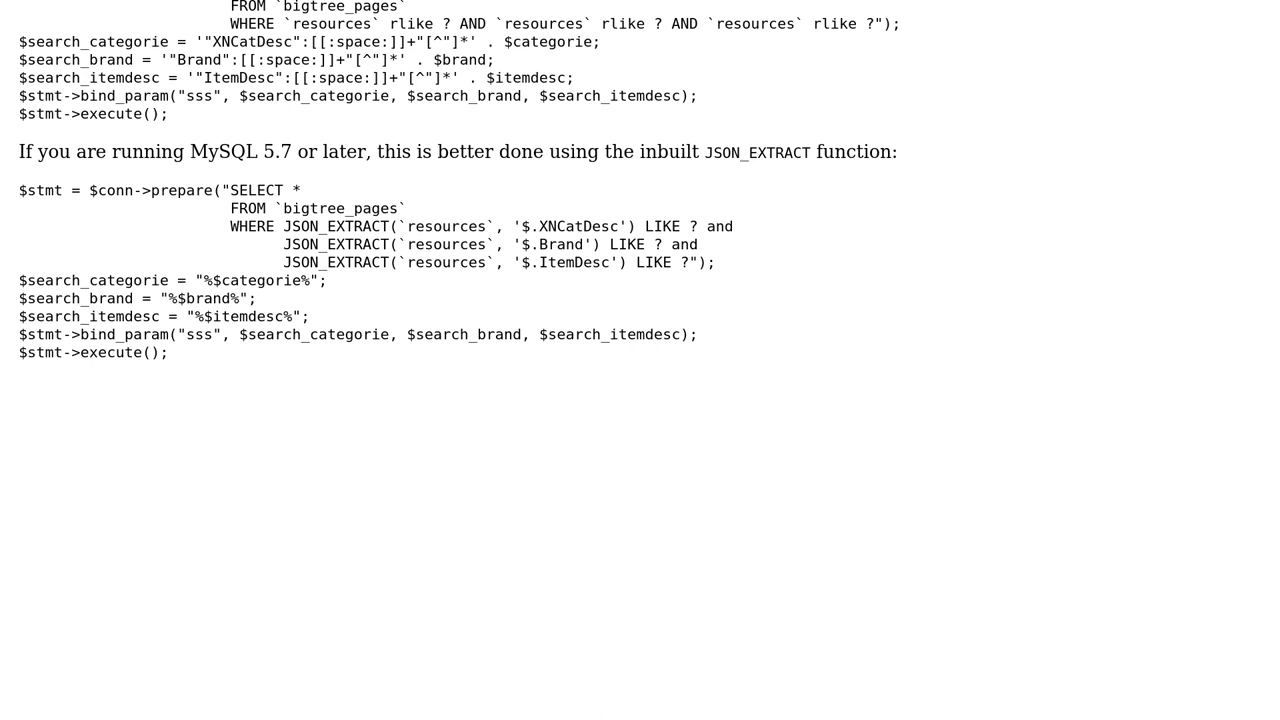 FROM `bigtree_pages`
WHERE `resources` rlike ? AND `resources` rlike ? AND `resources` rlike ?");
$search_categorie = '"XNCatDesc":[[:space:]]+"[^"]*' . $categorie;
$search_brand = '"Brand":[[:space:]]+"[^"]*' . $brand;
$search_itemdesc = '"ItemDesc":[[:space:]]+"[^"]*' . $itemdesc;
$stmt->bind_param("sss", $search_categorie, $search_brand, $search_itemdesc);
$stmt->execute();
If you are running MySQL 5.7 or later, this is better done using the inbuilt JSON_EXTRACT function:
$stmt = $conn->prepare("SELECT *
FROM `bigtree_pages`
WHERE JSON_EXTRACT(`resources`, '$.XNCatDesc') LIKE ? and
JSON_EXTRACT(`resources`, '$.Brand') LIKE ? and
JSON_EXTRACT(`resources`, '$.ItemDesc') LIKE ?");
$search_categorie = "%$categorie%";
$search_brand = "%$brand%";
$search_itemdesc = "%$itemdesc%";
$stmt->bind_param("sss", $search_categorie, $search_brand, $search_itemdesc);
$stmt->execute();